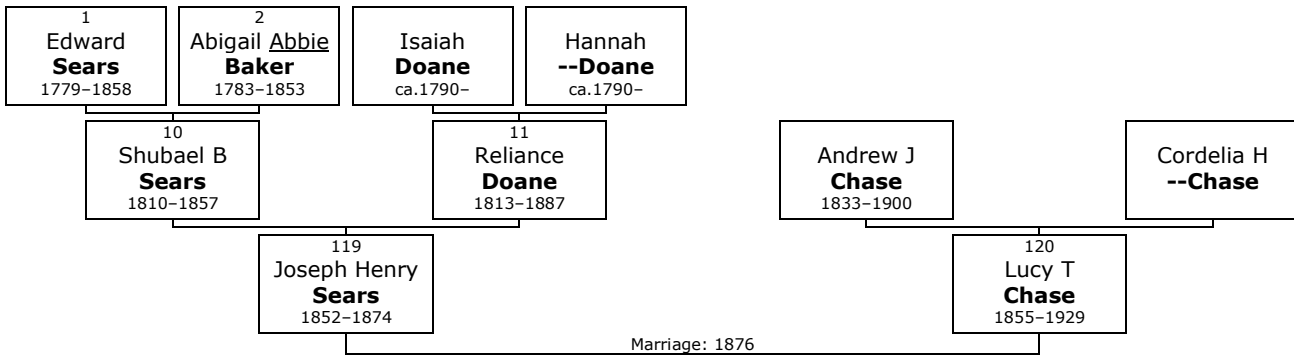 1
Edward
Sears
1779–1858
2
Abigail Abbie
Baker
1783–1853
Isaiah
Doane
ca.1790–
Hannah
--Doane
ca.1790–
10
Shubael B
Sears
1810–1857
11
Reliance
Doane
1813–1887
Andrew J
Chase
1833–1900
Cordelia H
--Chase
119
Joseph Henry
Sears
1852–1874
120
Lucy T
Chase
1855–1929
Marriage: 1876